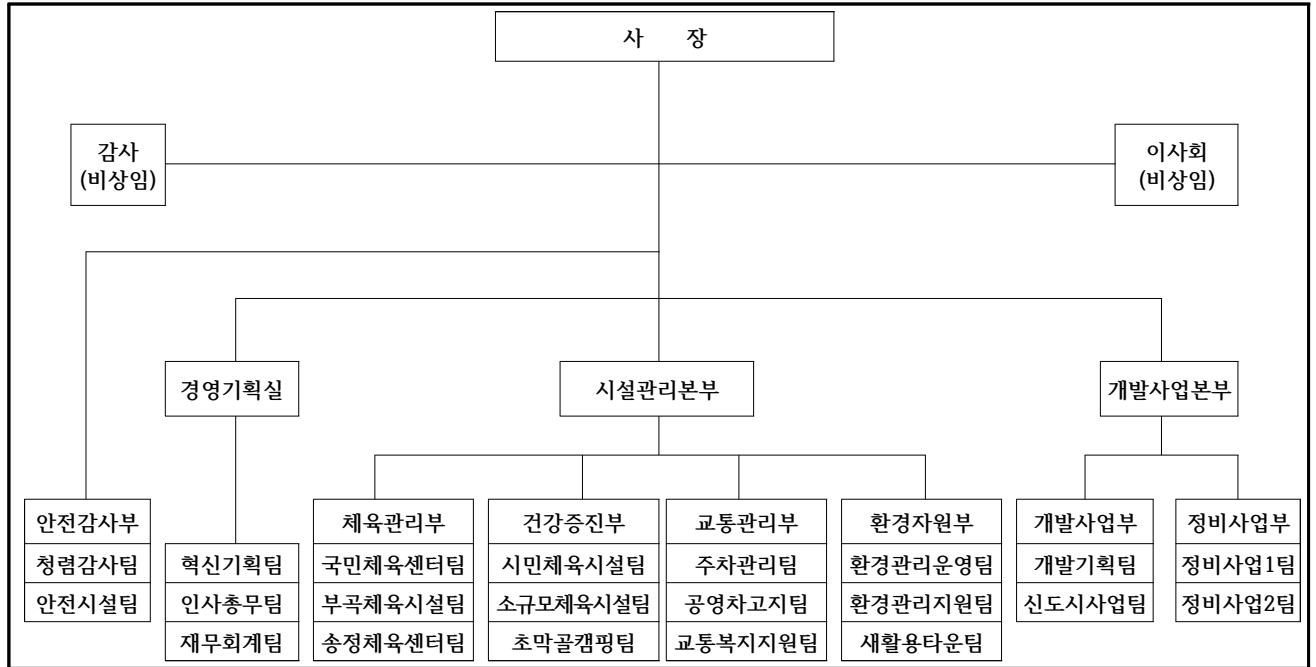 사 장
감사
(비상임)
이사회
(비상임)
경영기획실
시설관리본부
개발사업본부
안전감사부
청렴감사팀
안전시설팀
혁신기획팀
인사총무팀
재무회계팀
체육관리부
국민체육센터팀
부곡체육시설팀
송정체육센터팀
건강증진부
시민체육시설팀
소규모체육시설팀
초막골캠핑팀
교통관리부
주차관리팀
공영차고지팀
교통복지지원팀
환경자원부
환경관리운영팀
환경관리지원팀
새활용타운팀
개발사업부
개발기획팀
신도시사업팀
정비사업부
정비사업1팀
정비사업2팀